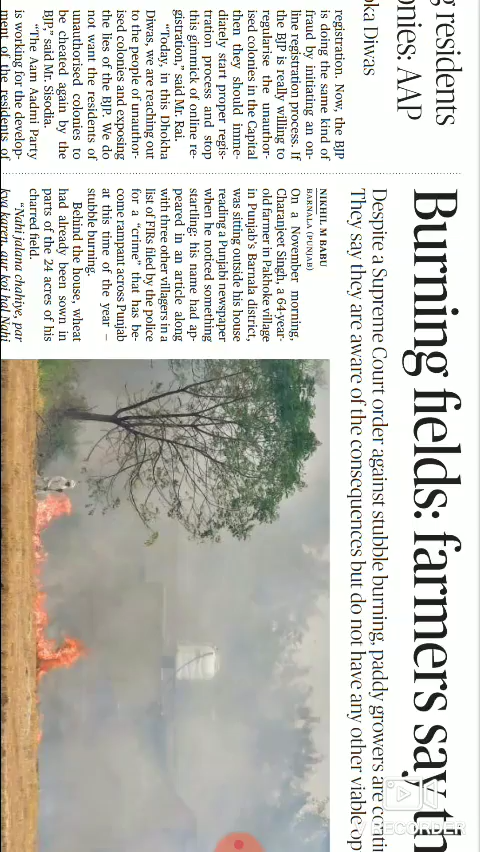 g residents
onies: AAP
ka Diwas
registration. Now, the BJP
is doing the same kind of
fraud by initiating an on-
line registration process. If
the BJP is really willing to
regularise the unauthor-
ised colonies in the Capital
then they should imme-
diately start proper regis-
tration process and stop
this gimmick of online re-
gistration," said Mr. Rai.
"Today, in this Dhokha
Diwas, we are reaching out
to the people of unauthor-
ised colonies and exposing
the lies of the BJP. We do
not want the residents of
unauthorised colonies to
be cheated again by the
BJP," said Mr. Sisodia.
"The Aam Aadmi Party
is working for the develop-
ment of the residents of
Burning fields: farmers say th
Despite a Supreme Court order against stubble burning, paddy growers are conti
They say they are aware of the consequences but do not have any other viable op
NIKHIL M BABU
BARNALA (PUNJAB)
On a November morning,
Charanjeet Singh, a 64-year-
old farmer in Pakhoke village
in Punjab's Barnala district,
was sitting outside his house
reading a Punjabi newspaper
when he noticed something
startling: his name had ap-
peared in an article along
with three other villagers in a
list of FIRs filed by the police
for a "crime" that has be-
come rampant across Punjab
at this time of the year –
stubble burning.
Behind the house, wheat
had already been sown in
parts of the 24 acres of his
charred field.
"Nahi jalana chahiye, par
kya karen, aur koi hal Nahi
RECORDER